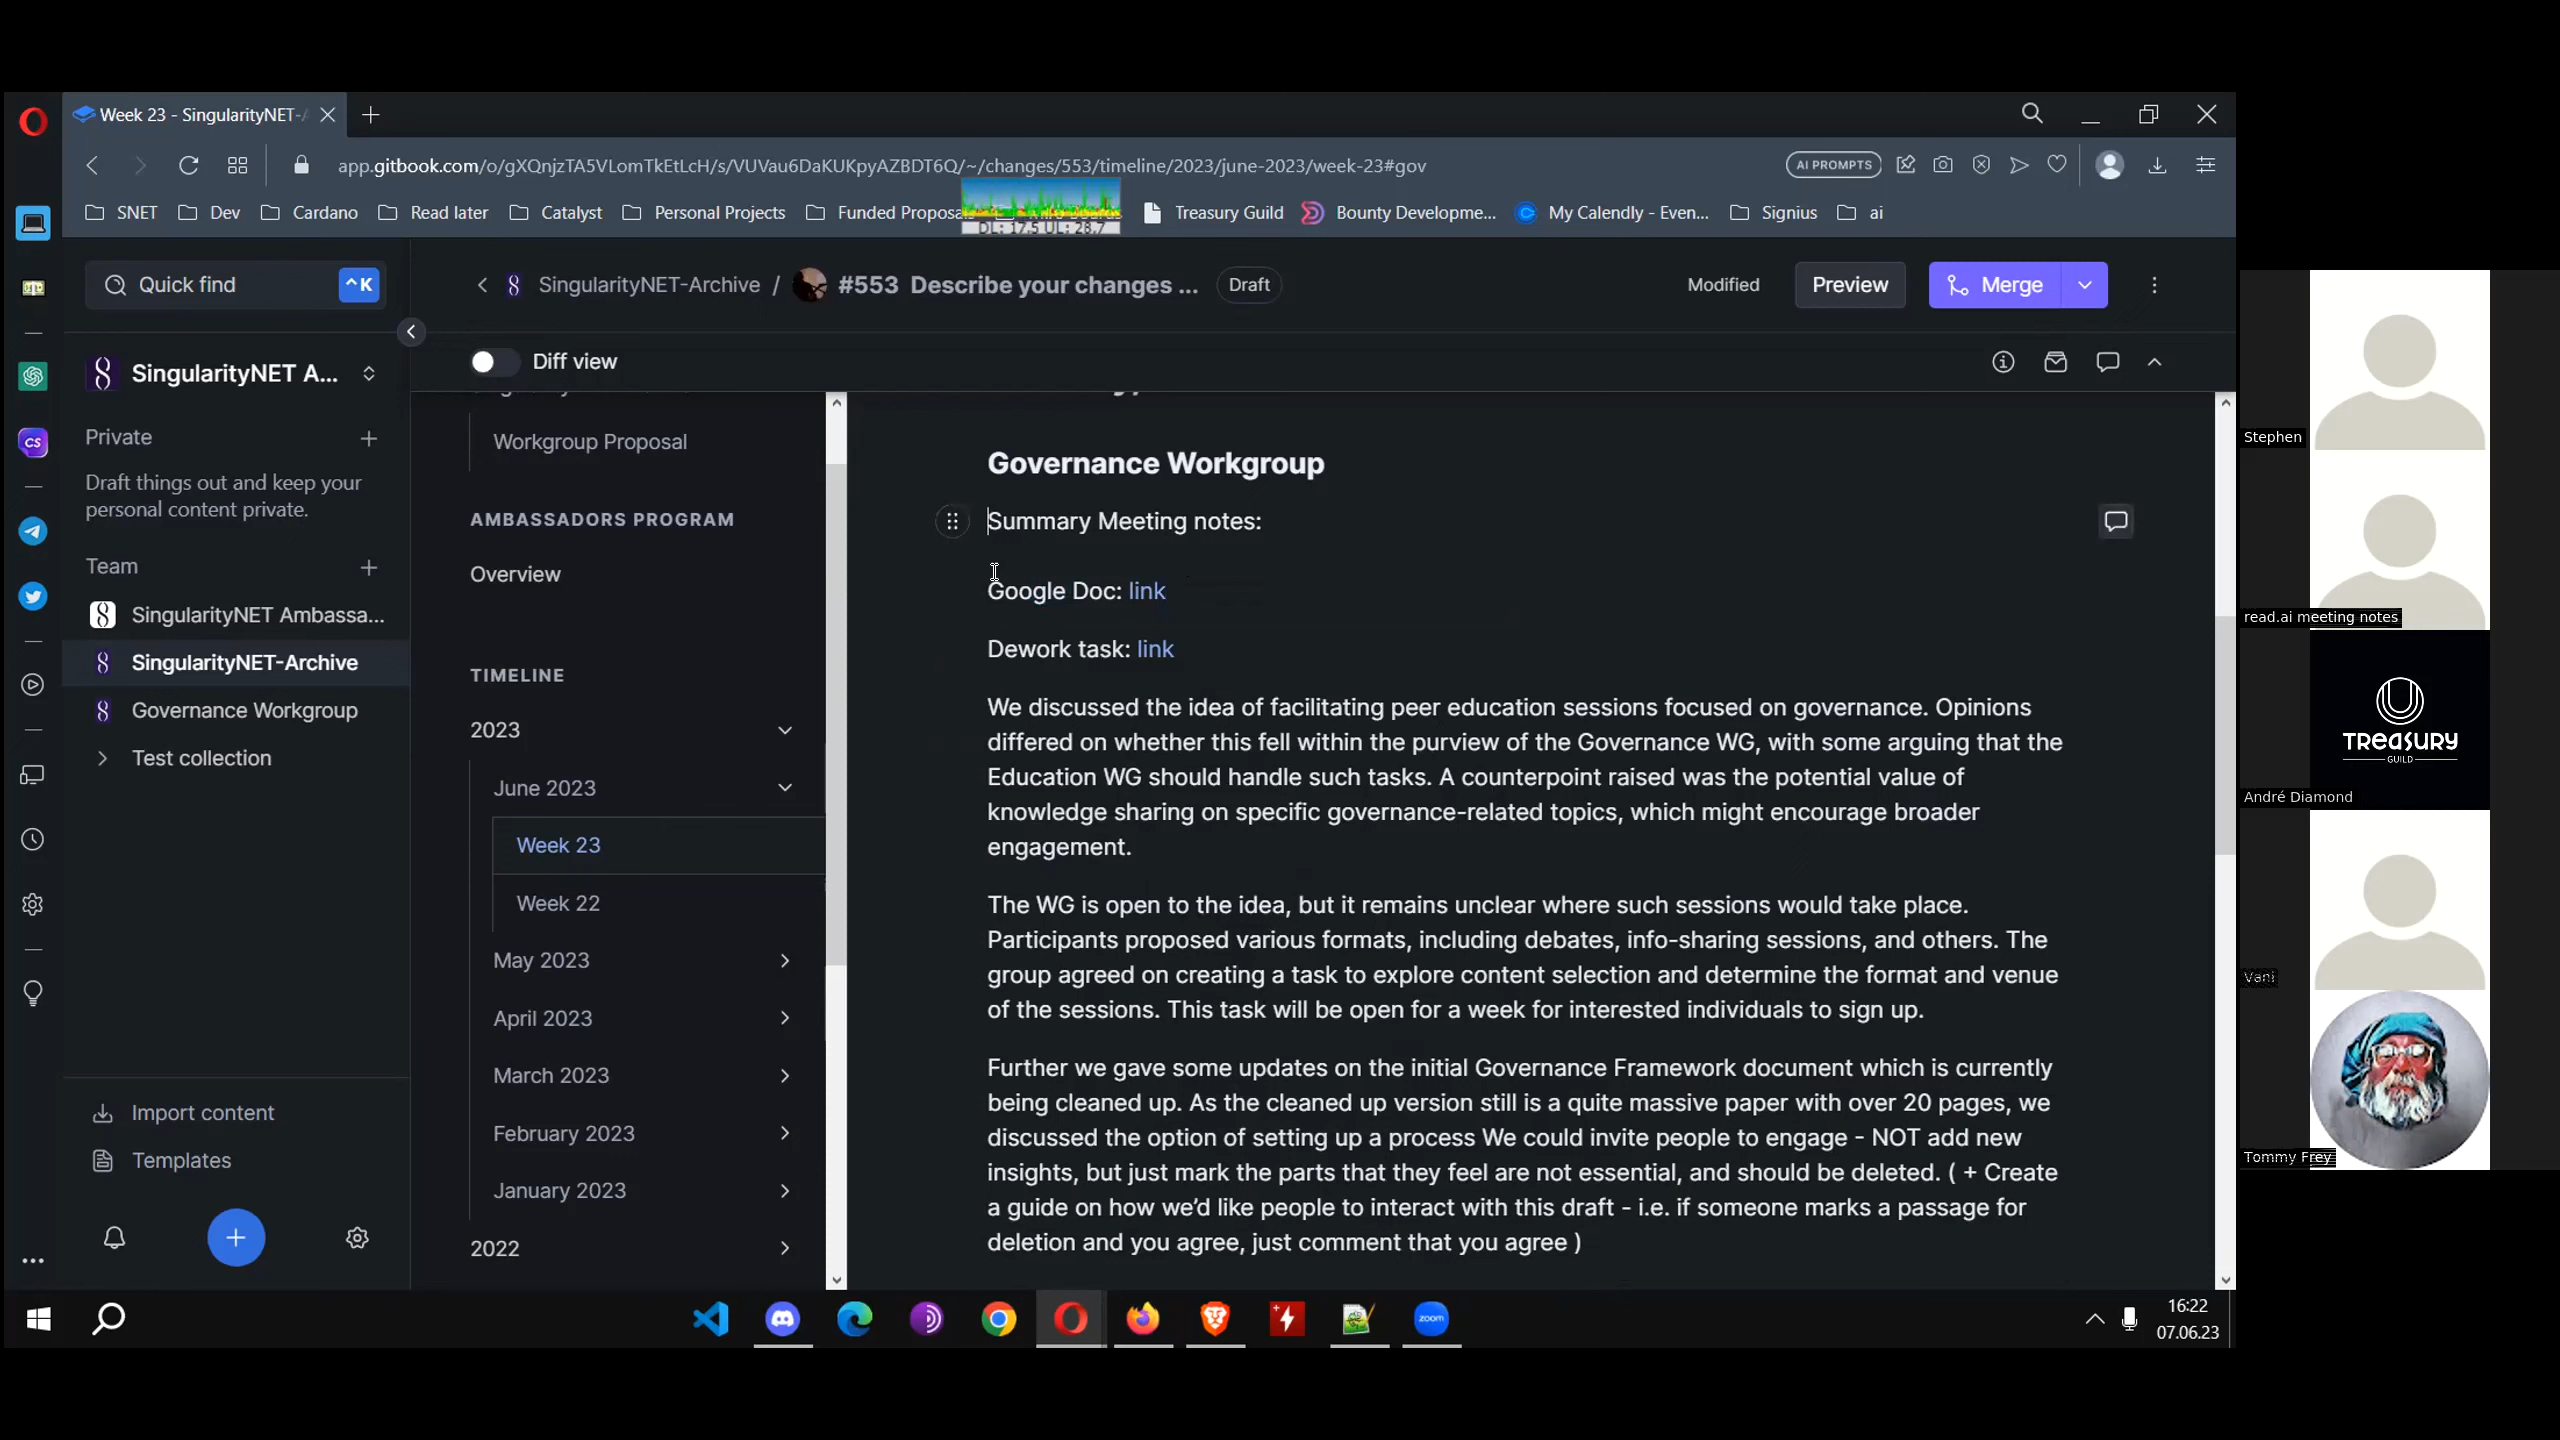 Week 23 - SingularityNET-A
app.gitbook.com/o/gXQnjzTA5VLomTkEtLcH/s/VUVau6DaKUKpyAZBDT6Q/~/changes/553/timeline/2023/june-2023/week-23#gov
AI PROMPTS
SNET
Dev
Cardano
Read later
Catalyst
Personal Projects
Funded Proposa
DL: 17.5 UL: 28.7
Treasury Guild
Bounty Developme...
My Calendly - Even...
Signius
ai
Quick find
^K
SingularityNET-Archive / #553 Describe your changes ...
Draft
Modified
Preview
Merge
SingularityNET A...
Diff view
Private
Draft things out and keep your
personal content private.
Team
SingularityNET Ambassa...
SingularityNET-Archive
Governance Workgroup
Test collection
Import content
Templates
Workgroup Proposal
AMBASSADORS PROGRAM
Overview
TIMELINE
2023
June 2023
Week 23
Week 22
May 2023
April 2023
March 2023
February 2023
January 2023
2022
Governance Workgroup
Summary Meeting notes:
Google Doc: link
Dework task: link
We discussed the idea of facilitating peer education sessions focused on governance. Opinions
differed on whether this fell within the purview of the Governance WG, with some arguing that the
Education WG should handle such tasks. A counterpoint raised was the potential value of
knowledge sharing on specific governance-related topics, which might encourage broader
engagement.
The WG is open to the idea, but it remains unclear where such sessions would take place.
Participants proposed various formats, including debates, info-sharing sessions, and others. The
group agreed on creating a task to explore content selection and determine the format and venue
of the sessions. This task will be open for a week for interested individuals to sign up.
Further we gave some updates on the initial Governance Framework document which is currently
being cleaned up. As the cleaned up version still is a quite massive paper with over 20 pages, we
discussed the option of setting up a process We could invite people to engage - NOT add new
insights, but just mark the parts that they feel are not essential, and should be deleted. ( + Create
a guide on how we'd like people to interact with this draft - i.e. if someone marks a passage for
deletion and you agree, just comment that you agree )
Stephen
read.ai meeting notes
TREASURY
GUILD
André Diamond
Vani
Tommy Frey
CS
zoom
16:22
07.06.23